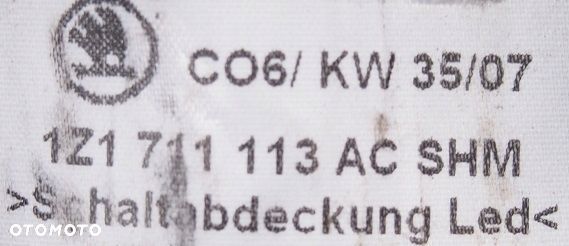 CO6/ KW 35/07
1Z1 711 113 AC SHM
>Schaltabdeckung Led<
OTOMOTO